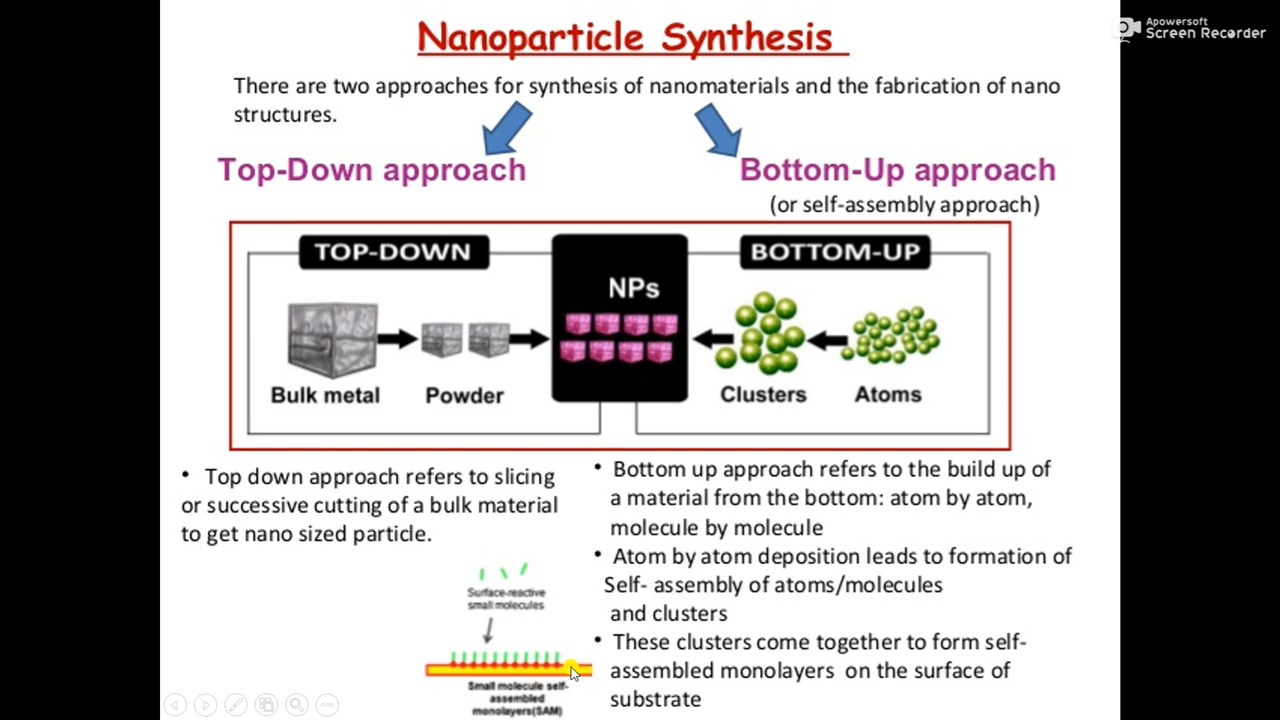 Nanoparticle Synthesis
Apowersoft
Screen Recorder
There are two approaches for synthesis of nanomaterials and the fabrication of nano
structures.
Top-Down approach
Bottom-Up approach
(or self-assembly approach)
TOP-DOWN
BOTTOM-UP
NPs
Bulk metal
Powder
Clusters
Atoms
• Top down approach refers to slicing
or successive cutting of a bulk material
to get nano sized particle.
• Bottom up approach refers to the build up of
a material from the bottom: atom by atom,
molecule by molecule
• Atom by atom deposition leads to formation of
Self- assembly of atoms/molecules
and clusters
• These clusters come together to form self-
assembled monolayers on the surface of
substrate
Surface-reactive
small molecules
Small molecule self-
assembled
monolayers(SAM)